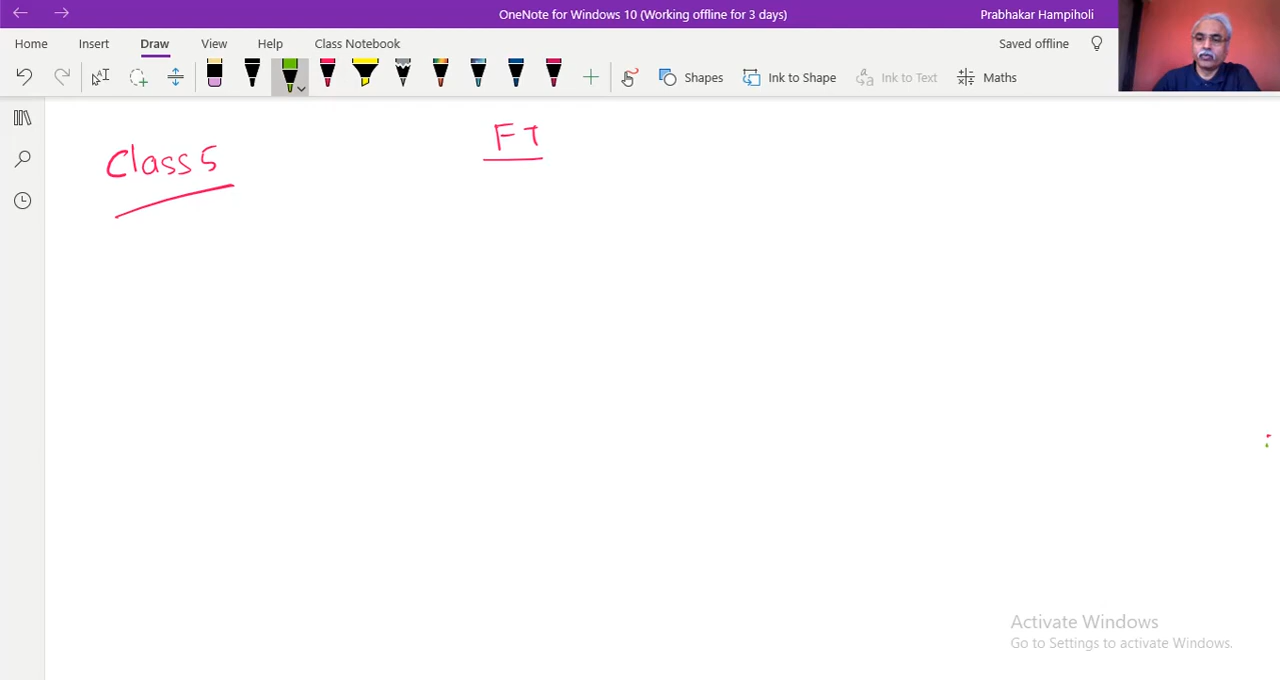 OneNote for Windows 10 (Working offline for 3 days)
Prabhakar Hampiholi
Home Insert Draw View Help Class Notebook
Saved offline
Shapes Ink to Shape Ink to Text Maths
FT
Class 5
Activate Windows
Go to Settings to activate Windows.